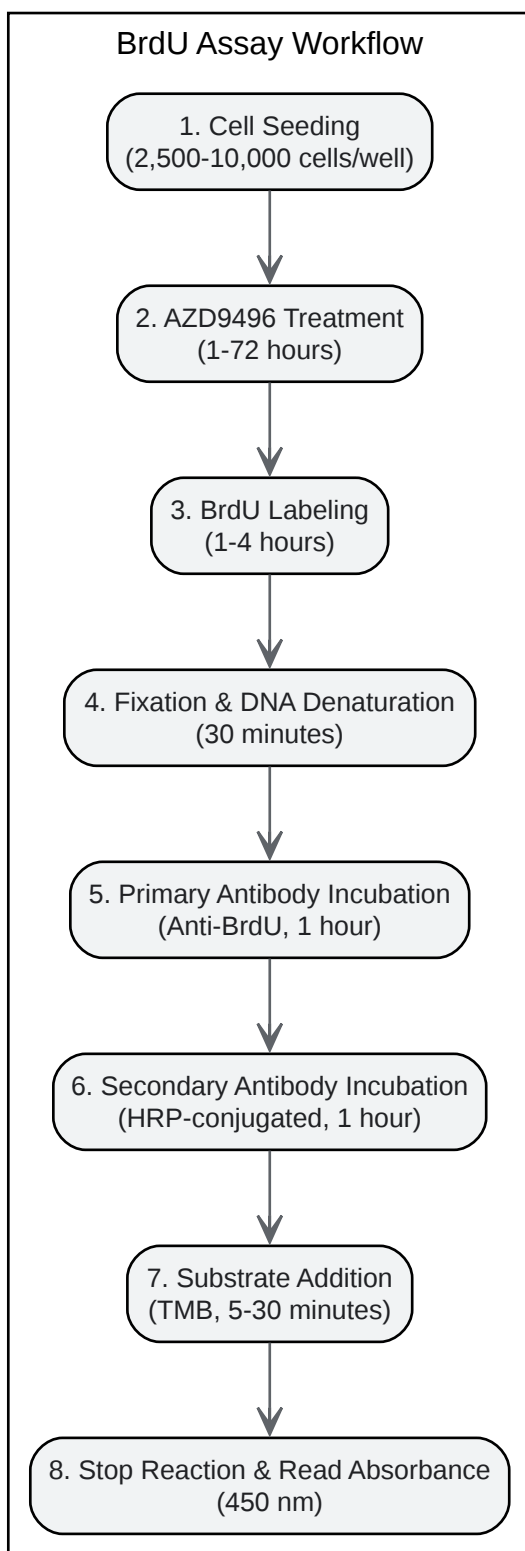 BrdU Assay Workflow
1. Cell Seeding
(2,500-10,000 cells/well)
2. AZD9496 Treatment
(1-72 hours)
3. BrdU Labeling
(1-4 hours)
4. Fixation & DNA Denaturation
(30 minutes)
5. Primary Antibody Incubation
(Anti-BrdU, 1 hour)
6. Secondary Antibody Incubation
(HRP-conjugated, 1 hour)
7. Substrate Addition
(TMB, 5-30 minutes)
8. Stop Reaction & Read Absorbance
(450 nm)